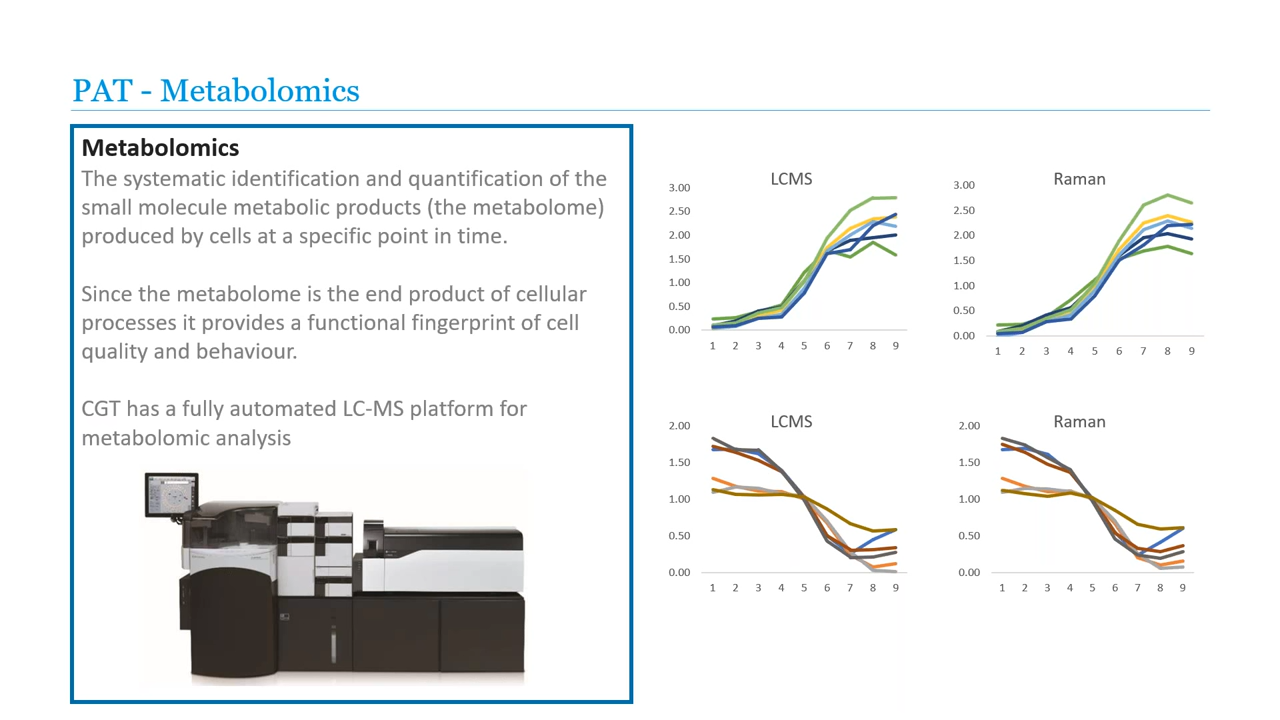 PAT - Metabolomics
Metabolomics
The systematic identification and quantification of the
small molecule metabolic products (the metabolome)
produced by cells at a specific point in time.
Since the metabolome is the end product of cellular
processes it provides a functional fingerprint of cell
quality and behaviour.
CGT has a fully automated LC-MS platform for
metabolomic analysis
LCMS
3.00
2.50
2.00
1.50
1.00
0.50
0.00
1 2 3 4 5 6 7 8 9
Raman
3.00
2.50
2.00
1.50
1.00
0.50
0.00
1 2 3 4 5 6 7 8 9
LCMS
2.00
1.50
1.00
0.50
0.00
1 2 3 4 5 6 7 8 9
Raman
2.00
1.50
1.00
0.50
0.00
1 2 3 4 5 6 7 8 9